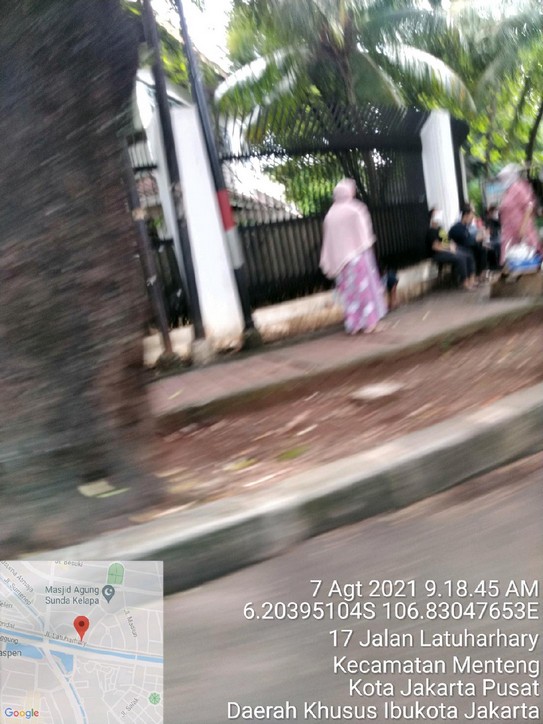 Masjid Agung
Sunda Kelapa
Google
7 Agt 2021 9.18.45 AM
6.20395104S 106.83047653E
17 Jalan Latuharhary
Kecamatan Menteng
Kota Jakarta Pusat
Daerah Khusus Ibukota Jakarta